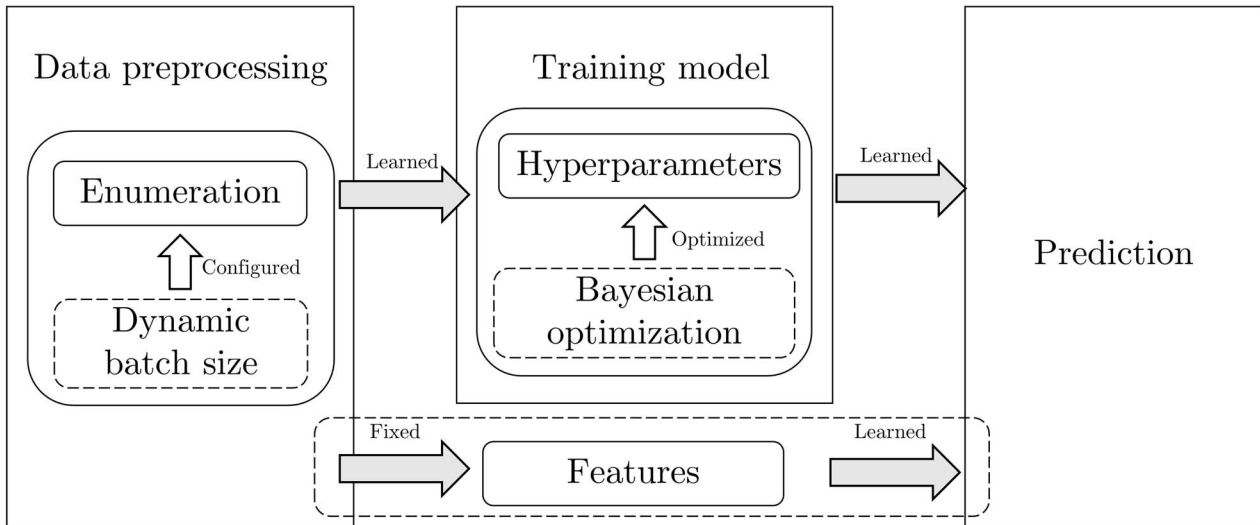 Data preprocessing
Enumeration
Configured
Dynamic
batch size
Learned
Training model
Hyperparameters
Optimized
Bayesian
optimization
Learned
Prediction
Fixed
Features
Learned